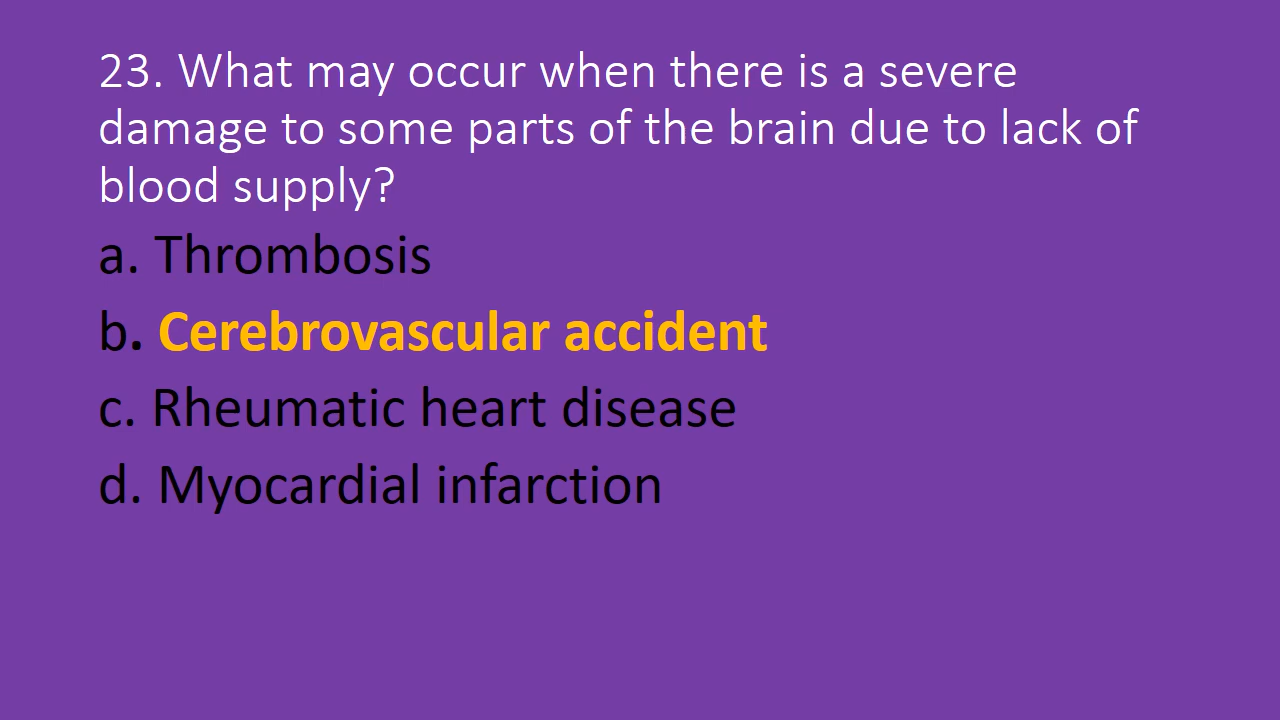 23. What may occur when there is a severe
damage to some parts of the brain due to lack of
blood supply?
a. Thrombosis
b. Cerebrovascular accident
c. Rheumatic heart disease
d. Myocardial infarction